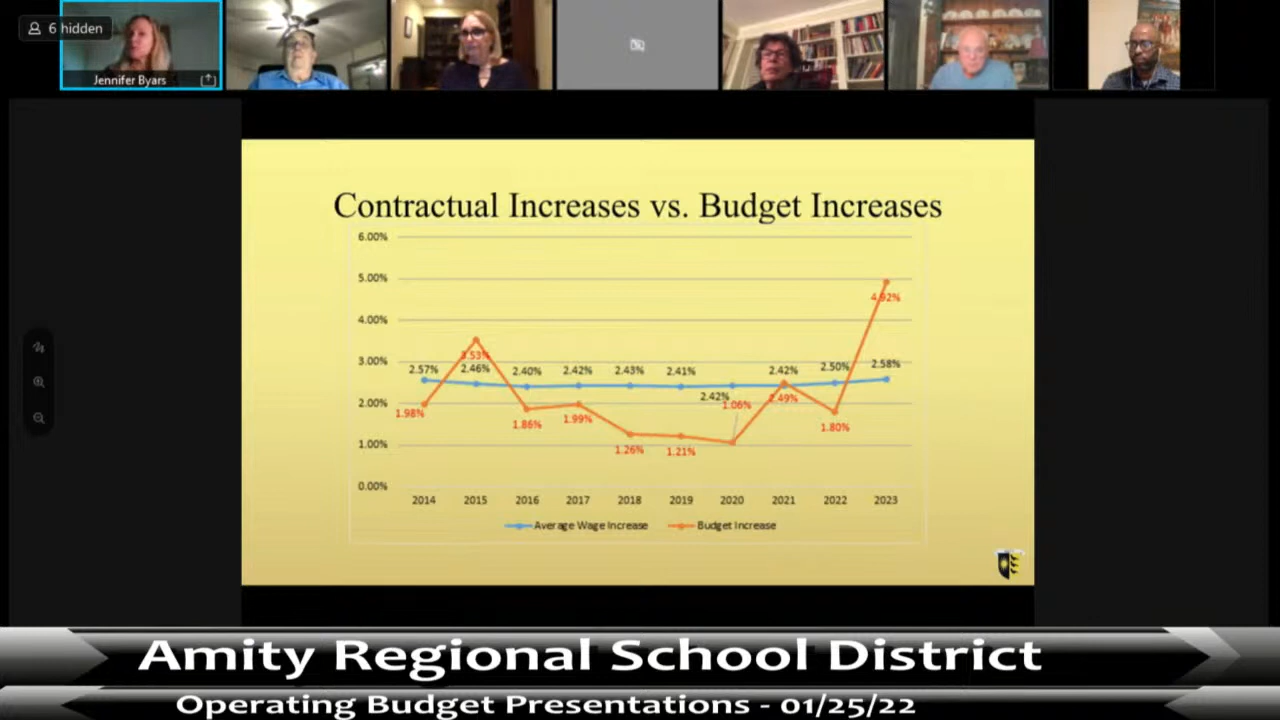 6 hidden
Jennifer Byars
Contractual Increases vs. Budget Increases
6.00%
5.00%
4.92%
4.00%
3.53%
3.00%
2.57% 2.46% 2.40% 2.42% 2.43% 2.41% 2.42% 2.50% 2.58%
2.42%
2.00%
1.98% 1.86% 1.99% 1.06% 2.49% 1.80%
1.26% 1.21%
1.00%
0.00%
2014 2015 2016 2017 2018 2019 2020 2021 2022 2023
Average Wage Increase Budget Increase
Amity Regional School District
Operating Budget Presentations - 01/25/22